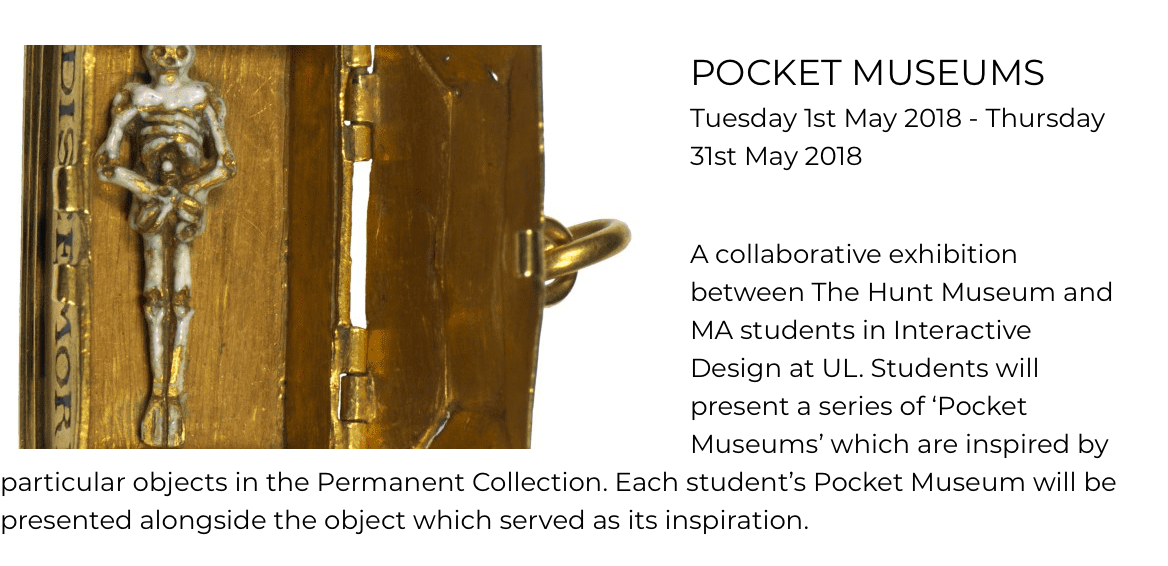 DISL E MOR
POCKET MUSEUMS
Tuesday 1st May 2018 - Thursday
31st May 2018
A collaborative exhibition
between The Hunt Museum and
MA students in Interactive
Design at UL. Students will
present a series of ‘Pocket
Museums’ which are inspired by
particular objects in the Permanent Collection. Each student’s Pocket Museum will be
presented alongside the object which served as its inspiration.